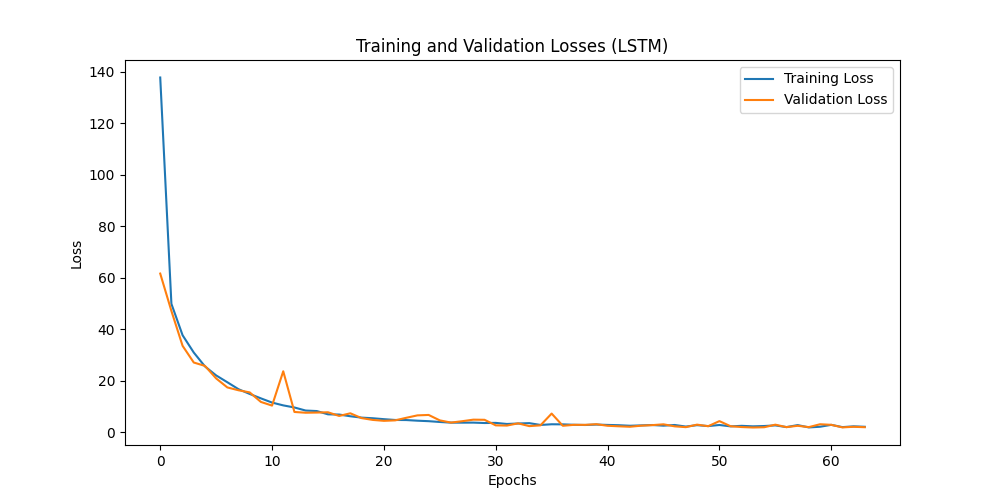 Training and Validation Losses (LSTM)
140
120
100
80
60
40
20
0
Loss
Training Loss
Validation Loss
0 10 20 30 40 50 60
Epochs